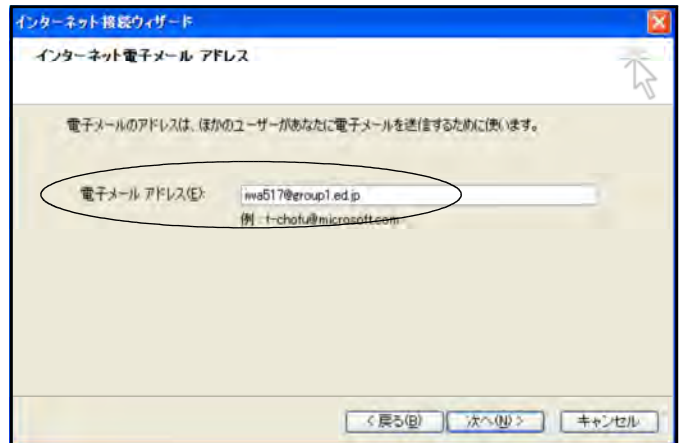 インターネット接続ウィザード
インターネット電子メール アドレス
電子メールのアドレスは、ほかのユーザーがあなたに電子メールを送信するために使います。
電子メール アドレス(E):
iwa517@group1.ed.jp
例 : t-chofu@microsoft.com
< 戻る(B)
次へ(N) >
キャンセル